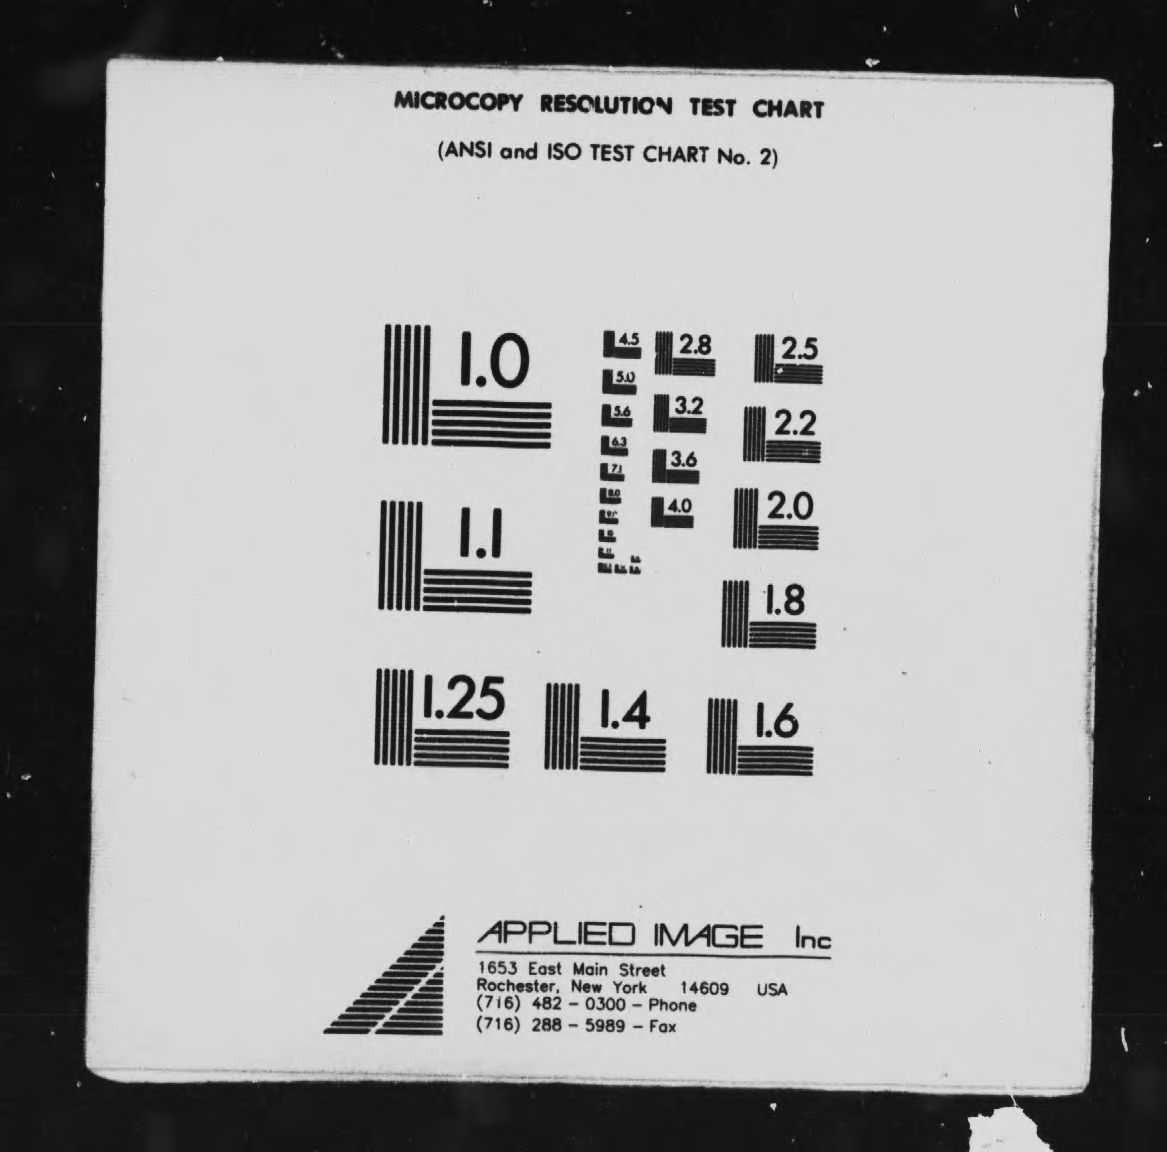 MICROCOPY RESOLUTION TEST CHART
(ANSI and ISO TEST CHART No. 2)
1.0
4.5
2.8
2.5
5.0
5.6
3.2
2.2
6.3
3.6
7.1
8.0
4.0
2.0
1.1
1.8
1.25
1.4
1.6
APPLIED IMAGE Inc
1653 East Main Street
Rochester, New York 14609 USA
(716) 482 - 0300 - Phone
(716) 288 - 5989 - Fax